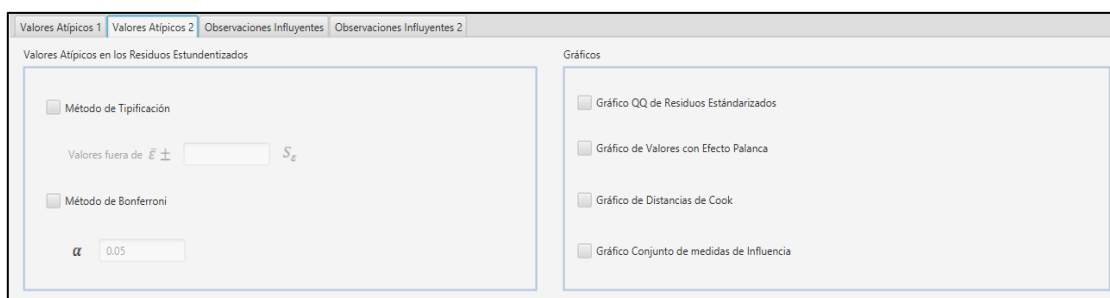 Valores Atípicos 1 Valores Atípicos 2 Observaciones Influyentes Observaciones Influyentes 2
Valores Atípicos en los Residuos Estundentizados
Método de Tipificación
Valores fuera de ε̄ ± Sε
Método de Bonferroni
α 0.05
Gráficos
Gráfico QQ de Residuos Estándarizados
Gráfico de Valores con Efecto Palanca
Gráfico de Distancias de Cook
Gráfico Conjunto de medidas de Influencia